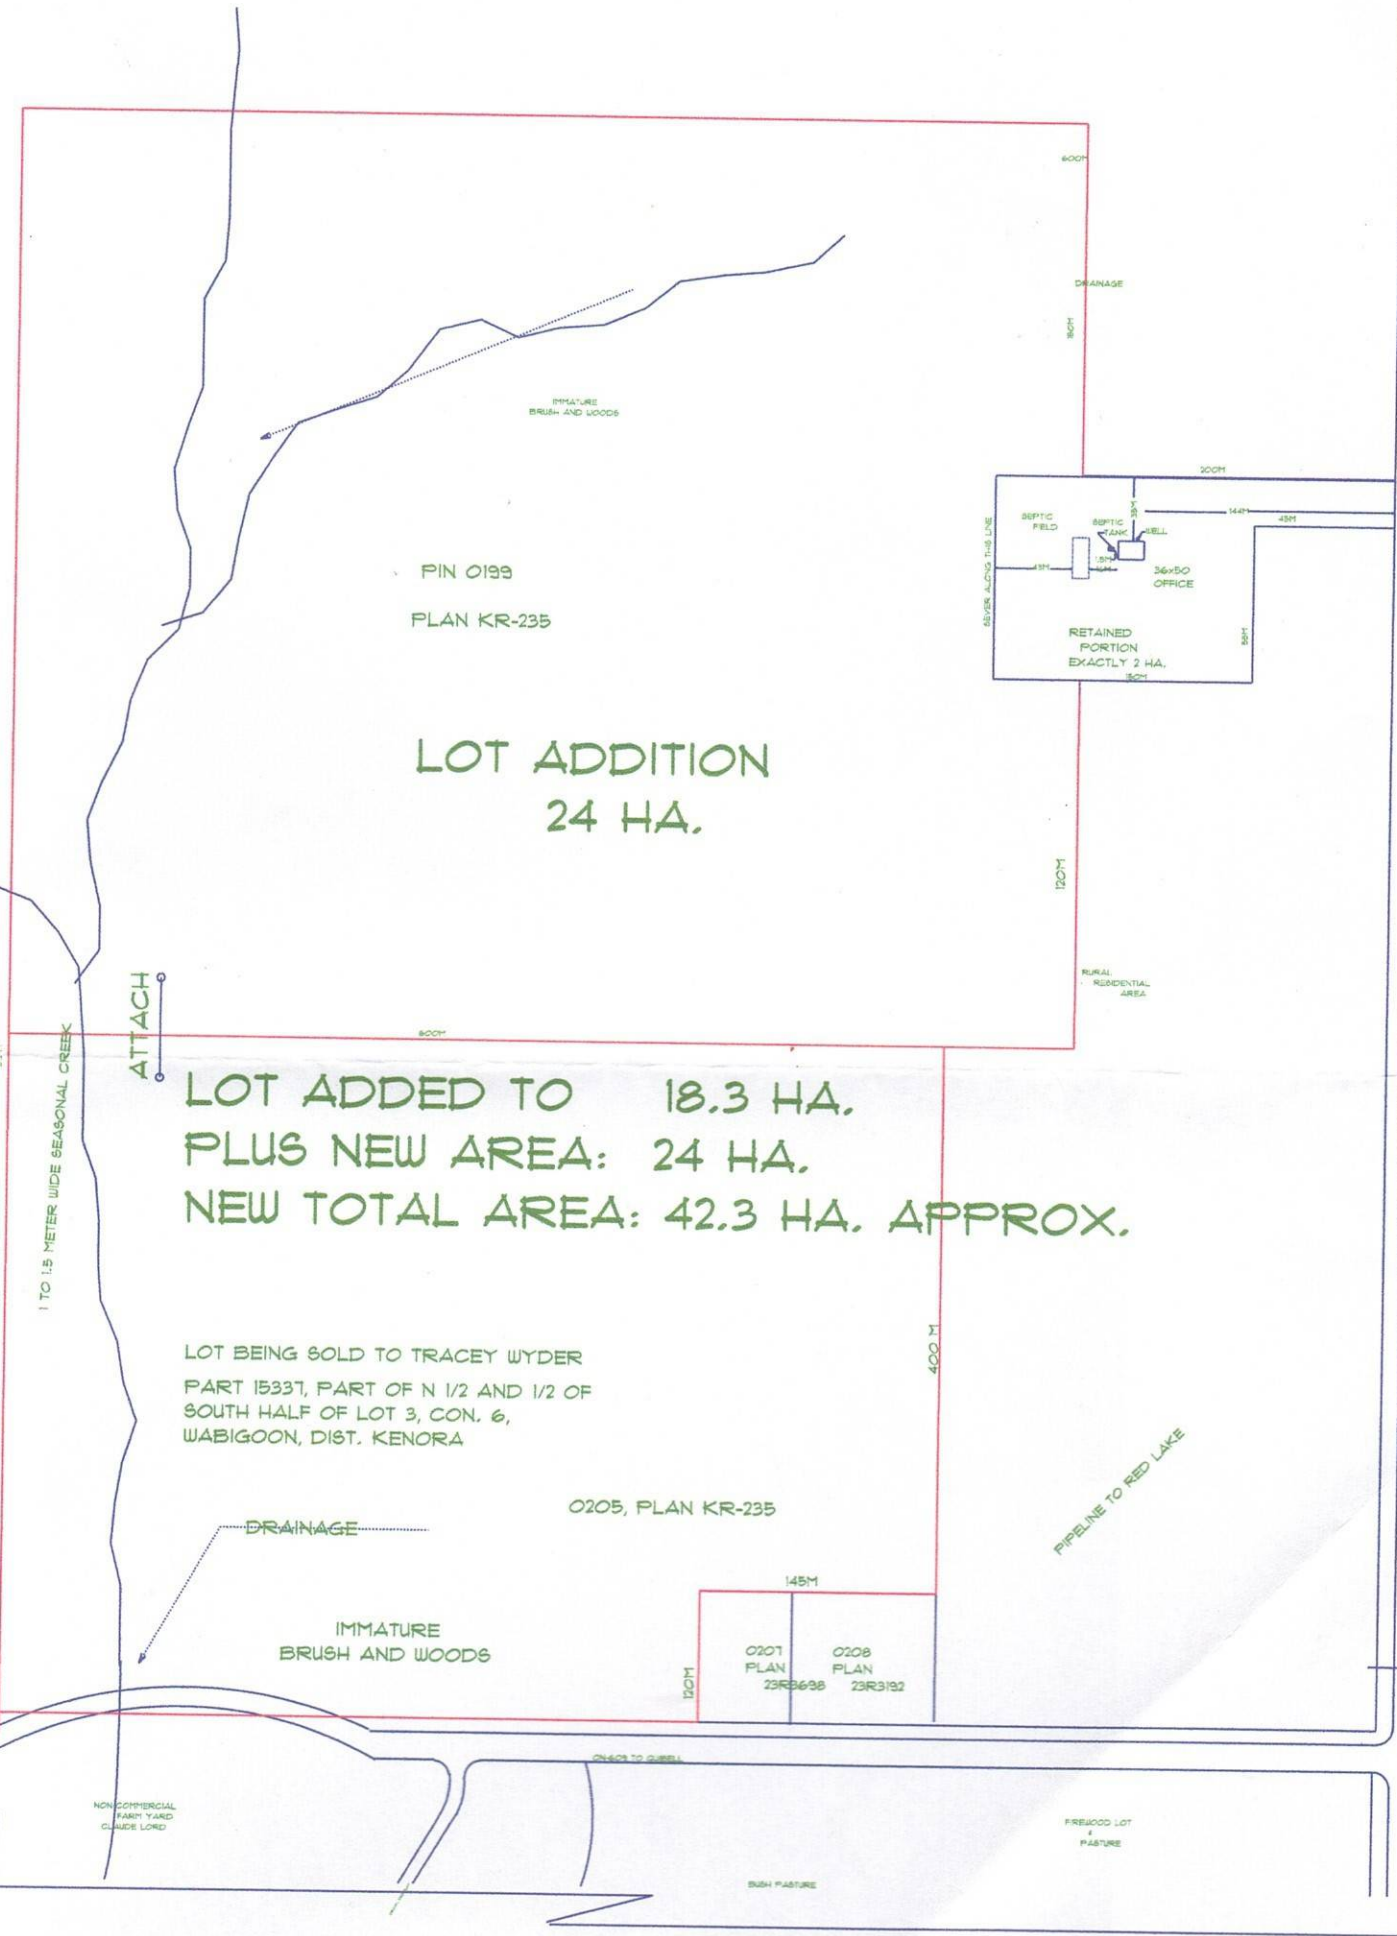 600M
DRAINAGE
180M
IMMATURE
BRUSH AND WOODS
200M
SEPTIC
FIELD
SEPTIC
TANK
WELL
35M
144M
45M
SEVER ALONG THIS LINE
36x50
OFFICE
PIN 0199
PLAN KR-235
RETAINED
PORTION
EXACTLY 2 HA.
150M
LOT ADDITION
24 HA.
120M
RURAL
RESIDENTIAL
AREA
ATTACH
600M
1 TO 1.5 METER WIDE SEASONAL CREEK
LOT ADDED TO 18.3 HA.
PLUS NEW AREA: 24 HA.
NEW TOTAL AREA: 42.3 HA. APPROX.
400 M
LOT BEING SOLD TO TRACEY WYDER
PART 15337, PART OF N 1/2 AND 1/2 OF
SOUTH HALF OF LOT 3, CON. 6,
WABIGOON, DIST. KENORA
PIPELINE TO RED LAKE
0205, PLAN KR-235
DRAINAGE
145M
IMMATURE
BRUSH AND WOODS
120M
0207
PLAN
23R3698
0208
PLAN
23R3192
TO QUIBELL
NON COMMERCIAL
FARM YARD
CLAUDE LORD
FIREWOOD LOT
&
PASTURE
BUSH PASTURE